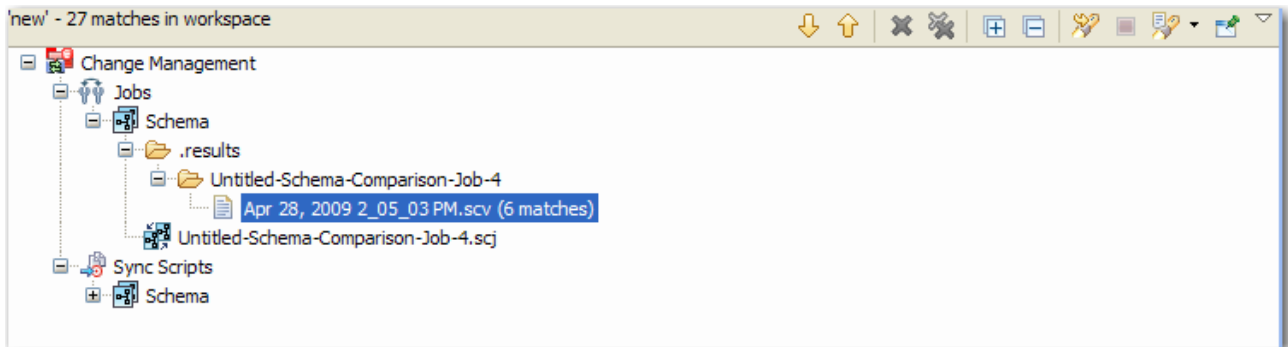 'new' - 27 matches in workspace
Change Management
Jobs
Schema
.results
Untitled-Schema-Comparison-Job-4
Apr 28, 2009 2_05_03 PM.scv (6 matches)
Untitled-Schema-Comparison-Job-4.scj
Sync Scripts
Schema